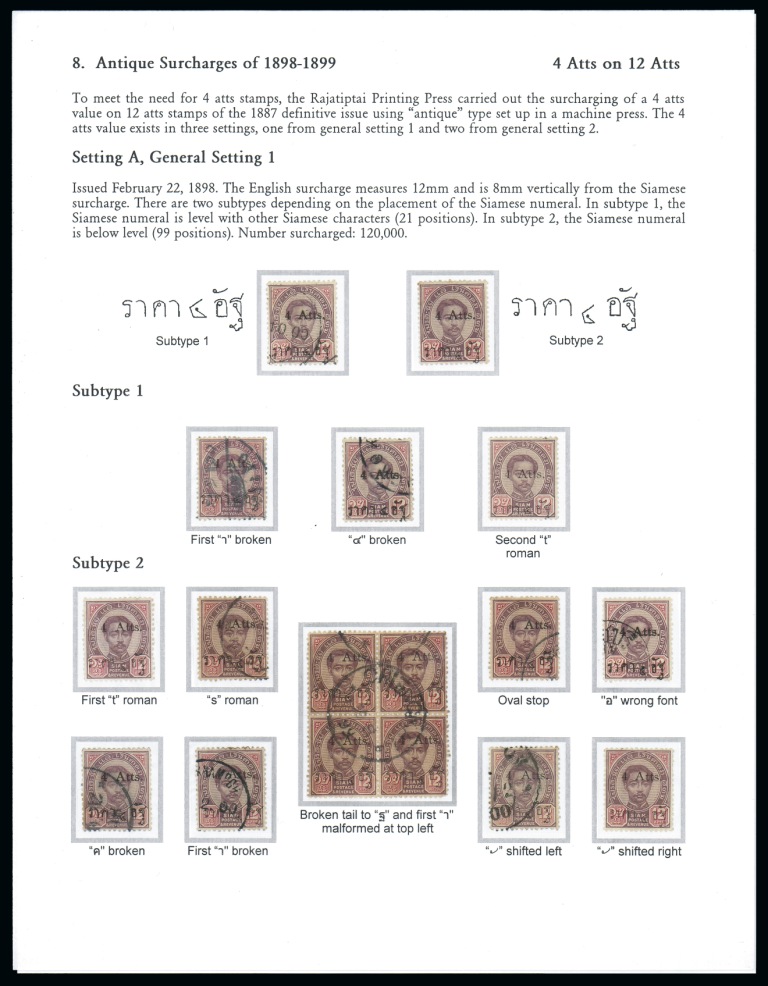 8. Antique Surcharges of 1898-1899 4 Atts on 12 Atts
To meet the need for 4 atts stamps, the Rajatiptai Printing Press carried out the surcharging of a 4 atts
value on 12 atts stamps of the 1887 definitive issue using "antique" type set up in a machine press. The 4
atts value exists in three settings, one from general setting 1 and two from general setting 2.
Setting A, General Setting 1
Issued February 22, 1898. The English surcharge measures 12mm and is 8mm vertically from the Siamese
surcharge. There are two subtypes depending on the placement of the Siamese numeral. In subtype 1, the
Siamese numeral is level with other Siamese characters (21 positions). In subtype 2, the Siamese numeral
is below level (99 positions). Number surcharged: 120,000.
ราคา ๔ อัฐ
Subtype 1
4 Atts.
4 Atts.
ราคา ๔ อัฐ
Subtype 2
Subtype 1
First "า" broken
"๔" broken
Second "t"
roman
Subtype 2
First "t" roman
"s" roman
Oval stop
"อ" wrong font
Broken tail to "ฐ" and first "า"
malformed at top left
"ค" broken
First "า" broken
"ั" shifted left
"ั" shifted right